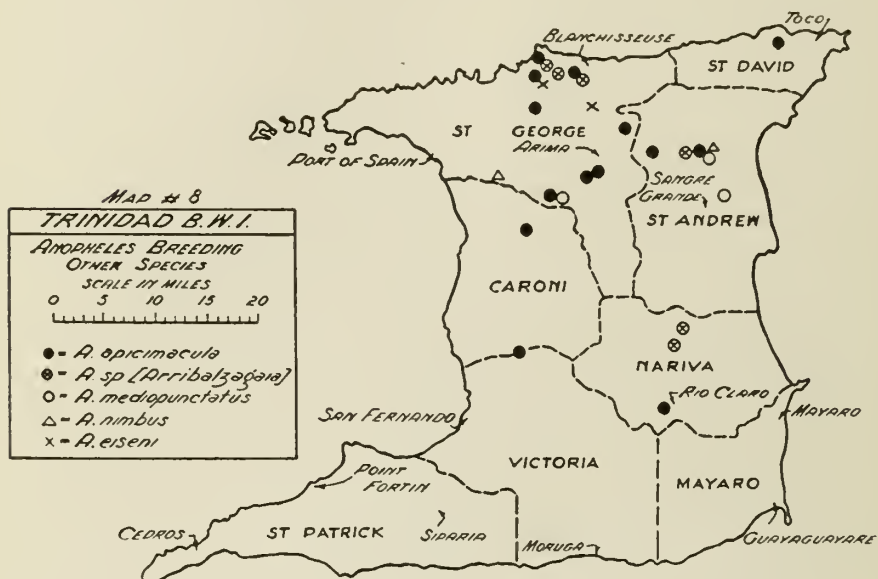 TOCO
BLANCHISSEUSE
ST DAVID
ST GEORGE
ARIMA
PORT OF SPAIN
SANGRE
GRANDE
ST ANDREW
MAP # 8
TRINIDAD B.W.I.
ANOPHELES BREEDING
OTHER SPECIES
SCALE IN MILES
0 5 10 15 20
● = A. apicimacula
⊗ = A. sp [Arribalzagaia]
○ = A. mediopunctatus
△ = A. nimbus
× = A. eiseni
CARONI
NARIVA
RIO CLARO
MAYARO
SAN FERNANDO
VICTORIA
MAYARO
POINT
FORTIN
CEDROS
ST PATRICK
SIPARIA
MORUGA
GUAYAGUAYARE